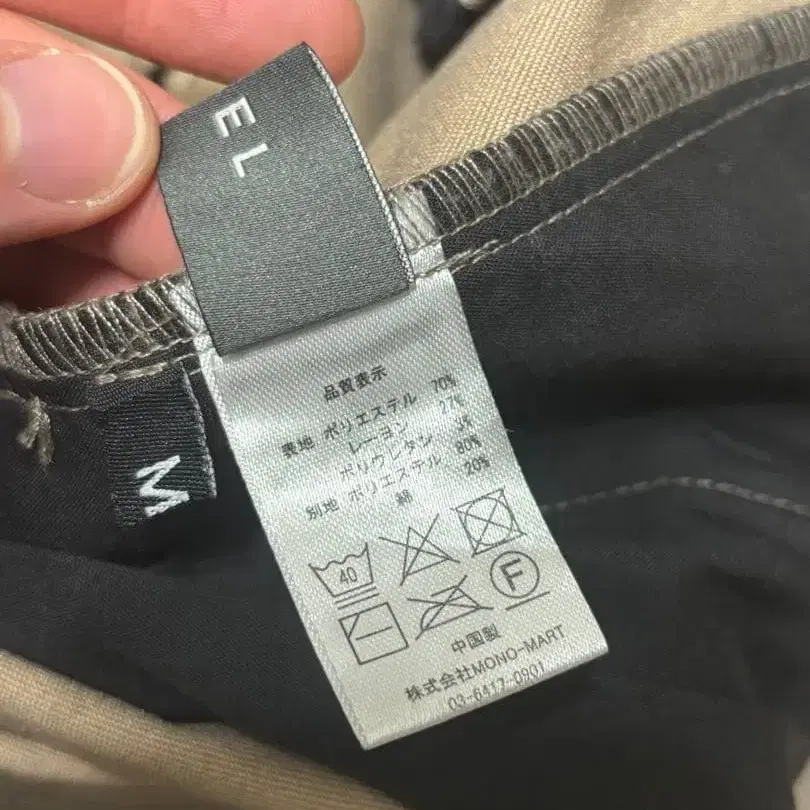 EL
M
品質表示
表地 ポリエステル 70%
レーヨン 27%
ポリウレタン 3%
別地 ポリエステル 80%
綿 20%
40
F
中国製
株式会社MONO-MART
03-6417-0901